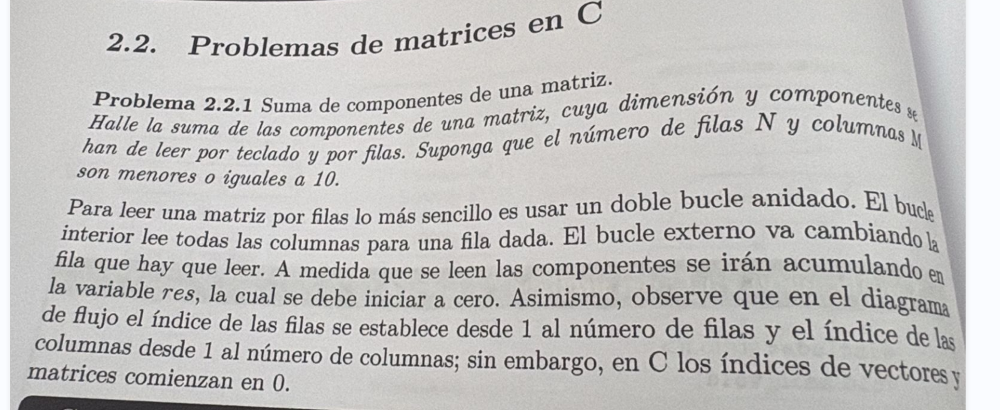 2.2. Problemas de matrices en C
Problema 2.2.1 Suma de componentes de una matriz.
Halle la suma de las componentes de una matriz, cuya dimensión y componentes se
han de leer por teclado y por filas. Suponga que el número de filas N y columnas M
son menores o iguales a 10.
Para leer una matriz por filas lo más sencillo es usar un doble bucle anidado. El bucle
interior lee todas las columnas para una fila dada. El bucle externo va cambiando la
fila que hay que leer. A medida que se leen las componentes se irán acumulando en
la variable res, la cual se debe iniciar a cero. Asimismo, observe que en el diagrama
de flujo el índice de las filas se establece desde 1 al número de filas y el índice de las
columnas desde 1 al número de columnas; sin embargo, en C los índices de vectores y
matrices comienzan en 0.